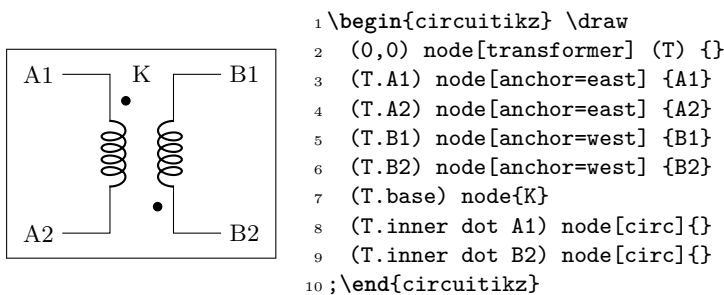 A1 K B1
A2 B2
1 \begin{circuitikz} \draw
2 (0,0) node[transformer] (T) {}
3 (T.A1) node[anchor=east] {A1}
4 (T.A2) node[anchor=east] {A2}
5 (T.B1) node[anchor=west] {B1}
6 (T.B2) node[anchor=west] {B2}
7 (T.base) node{K}
8 (T.inner dot A1) node[circ]{}
9 (T.inner dot B2) node[circ]{}
10 ;\end{circuitikz}